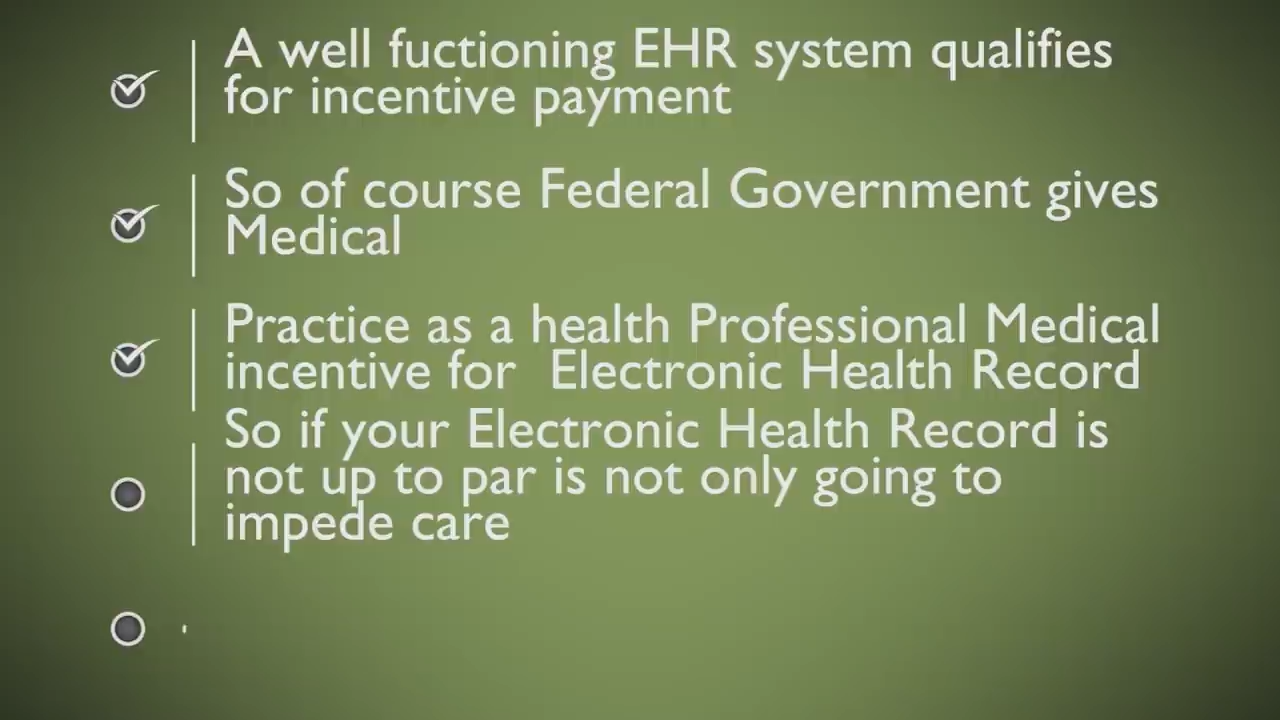 A well fuctioning EHR system qualifies
for incentive payment
So of course Federal Government gives
Medical
Practice as a health Professional Medical
incentive for  Electronic Health Record
So if your Electronic Health Record is
not up to par is not only going to
impede care